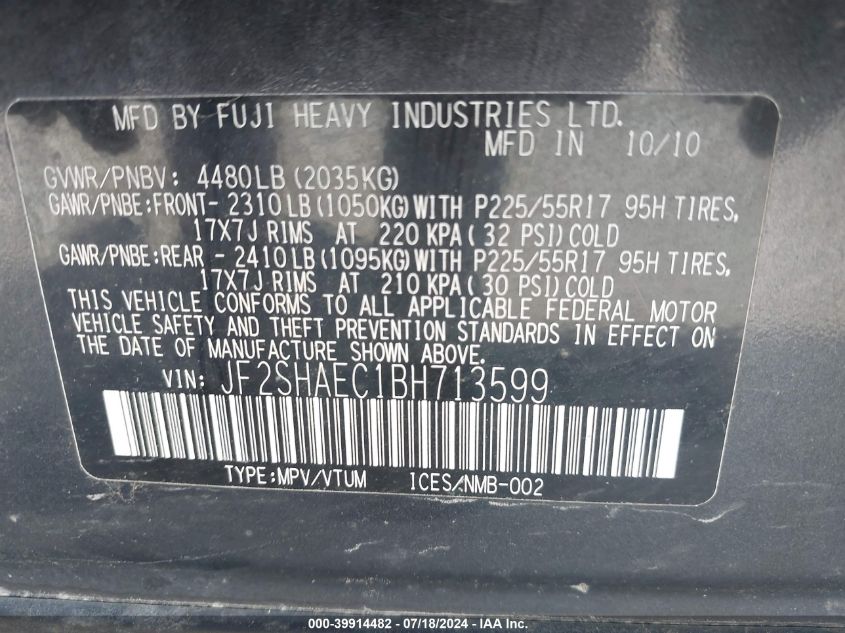 MFD BY FUJI HEAVY INDUSTRIES LTD.
MFD IN 10/10
GVWR/PNBV: 4480LB (2035KG)
GAWR/PNBE:FRONT- 2310LB (1050KG) WITH P225/55R17 95H TIRES,
17X7J RIMS AT 220 KPA( 32 PSI)COLD
GAWR/PNBE:REAR - 2410LB (1095KG) WITH P225/55R17 95H TIRES,
17X7J RIMS AT 210 KPA( 30 PSI)COLD
THIS VEHICLE CONFORMS TO ALL APPLICABLE FEDERAL MOTOR
VEHICLE SAFETY AND THEFT PREVENTION STANDARDS IN EFFECT ON
THE DATE OF MANUFACTURE SHOWN ABOVE.
VIN: JF2SHAEC1BH713599
TYPE:MPV/VTUM ICES/NMB-002
000-39914482 - 07/18/2024 - IAA Inc.